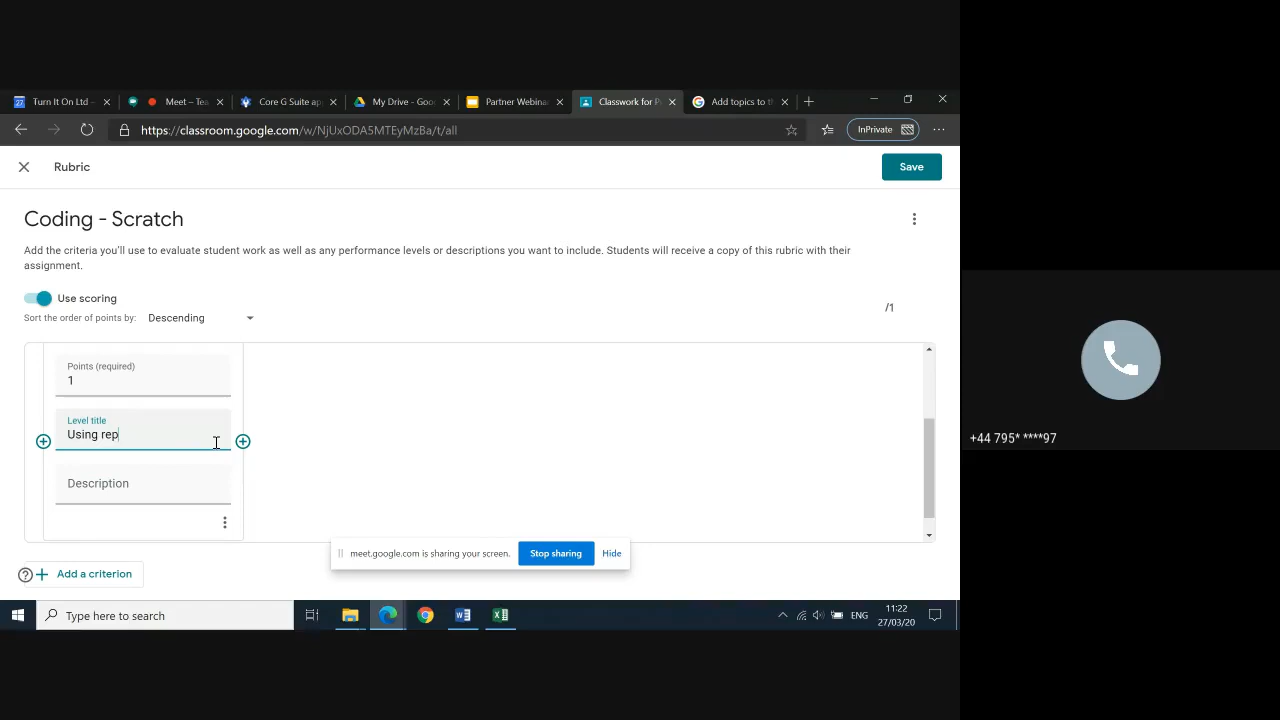 Turn It On Ltd -
Meet – Tea
Core G Suite ap
My Drive - Goo
Partner Webina
Classwork for P
Add topics to t
https://classroom.google.com/w/NjUxODA5MTEyMzBa/t/all
InPrivate
Rubric
Save
Coding - Scratch
Add the criteria you'll use to evaluate student work as well as any performance levels or descriptions you want to include. Students will receive a copy of this rubric with their
assignment.
Use scoring
/1
Sort the order of points by: Descending
Points (required)
1
Level title
Using rep
Description
+44 795* ****97
meet.google.com is sharing your screen. Stop sharing Hide
Add a criterion
Type here to search
ENG
11:22
27/03/20